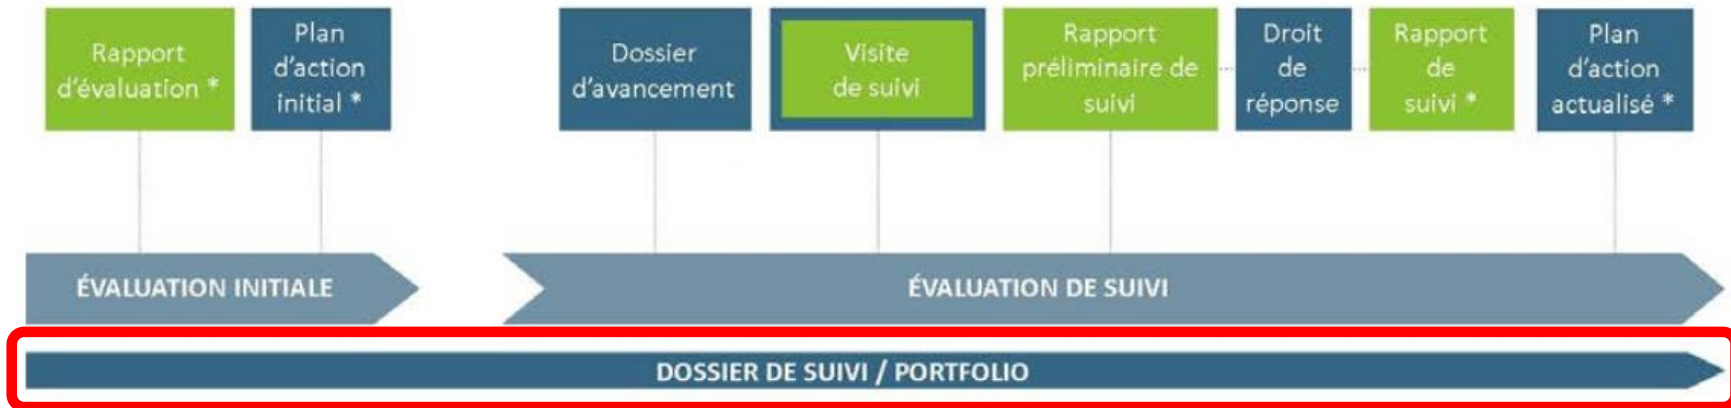 Rapport
d'évaluation *
Plan
d'action
initial *
Dossier
d'avancement
Visite
de suivi
Rapport
préliminaire de
suivi
Droit
de
réponse
Rapport
de
suivi *
Plan
d'action
actualisé *
ÉVALUATION INITIALE
ÉVALUATION DE SUIVI
DOSSIER DE SUIVI / PORTFOLIO